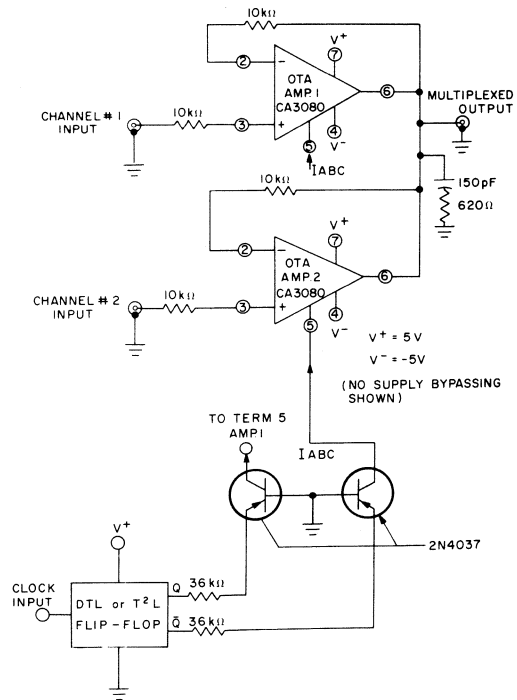 10kΩ
V+
7
2
−
OTA
AMP.1
CA3080
6
MULTIPLEXED
OUTPUT
CHANNEL # 1
INPUT
10kΩ
3
+
4
V−
5
IABC
150pF
620Ω
10kΩ
V+
7
2
−
OTA
AMP.2
CA3080
6
CHANNEL # 2
INPUT
10kΩ
3
+
4
V−
5
V+ = 5V
V− = -5V
(NO SUPPLY BYPASSING
SHOWN)
TO TERM 5
AMP.1
IABC
V+
2N4037
CLOCK
INPUT
DTL or T²L
FLIP-FLOP
Q 36kΩ
Q̄ 36kΩ